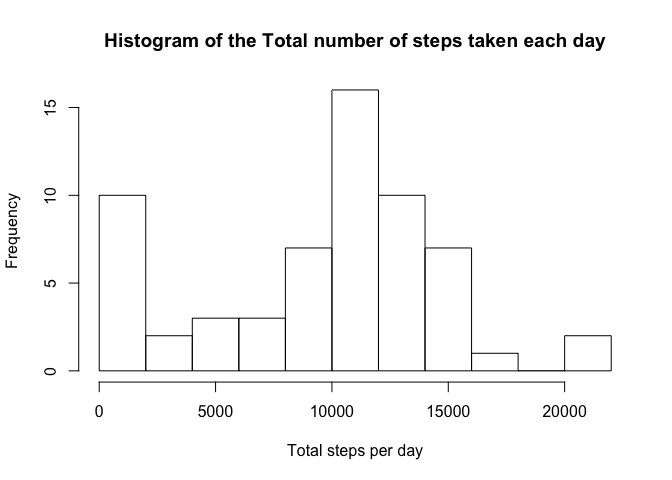 Histogram of the Total number of steps taken each day
Frequency
15
10
5
0
0 5000 10000 15000 20000
Total steps per day